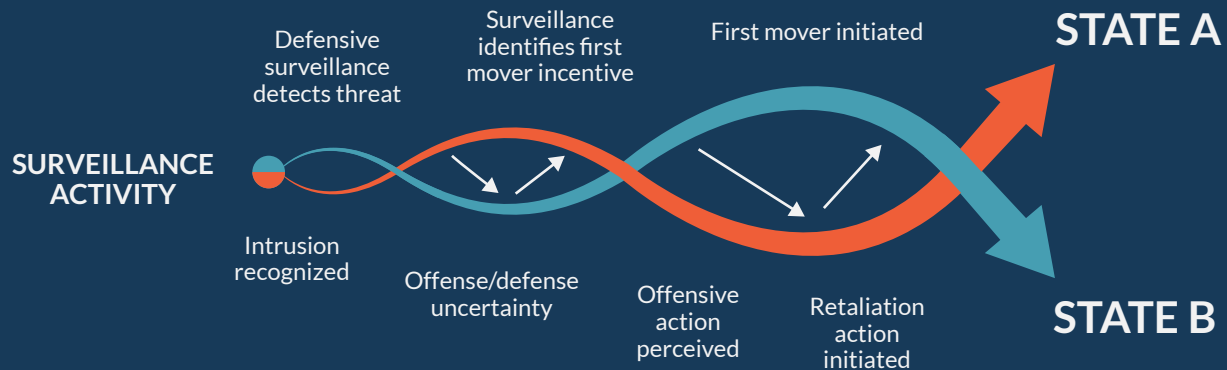 SURVEILLANCE
ACTIVITY
Defensive
surveillance
detects threat
Intrusion
recognized
Surveillance
identifies first
mover incentive
Offense/defense
uncertainty
First mover initiated
Offensive
action
perceived
Retaliation
action
initiated
STATE A
STATE B